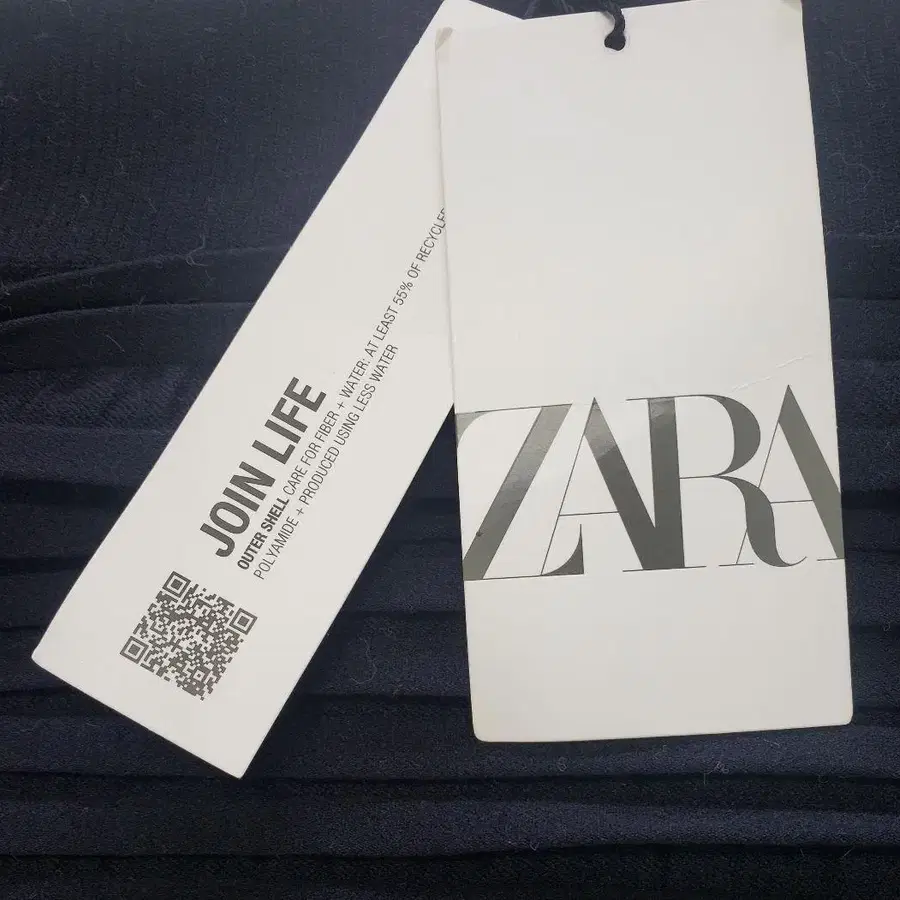 JOIN LIFE
OUTER SHELL CARE FOR FIBER + WATER: AT LEAST 55% OF RECYCLED
POLYAMIDE + PRODUCED USING LESS WATER
ZARA